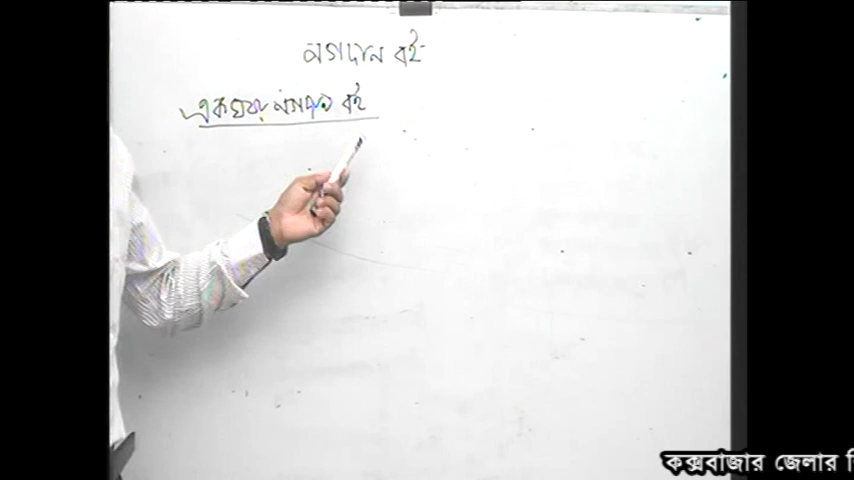 নগদান বই
একঘরা নগদান বই
কক্সবাজার জেলার